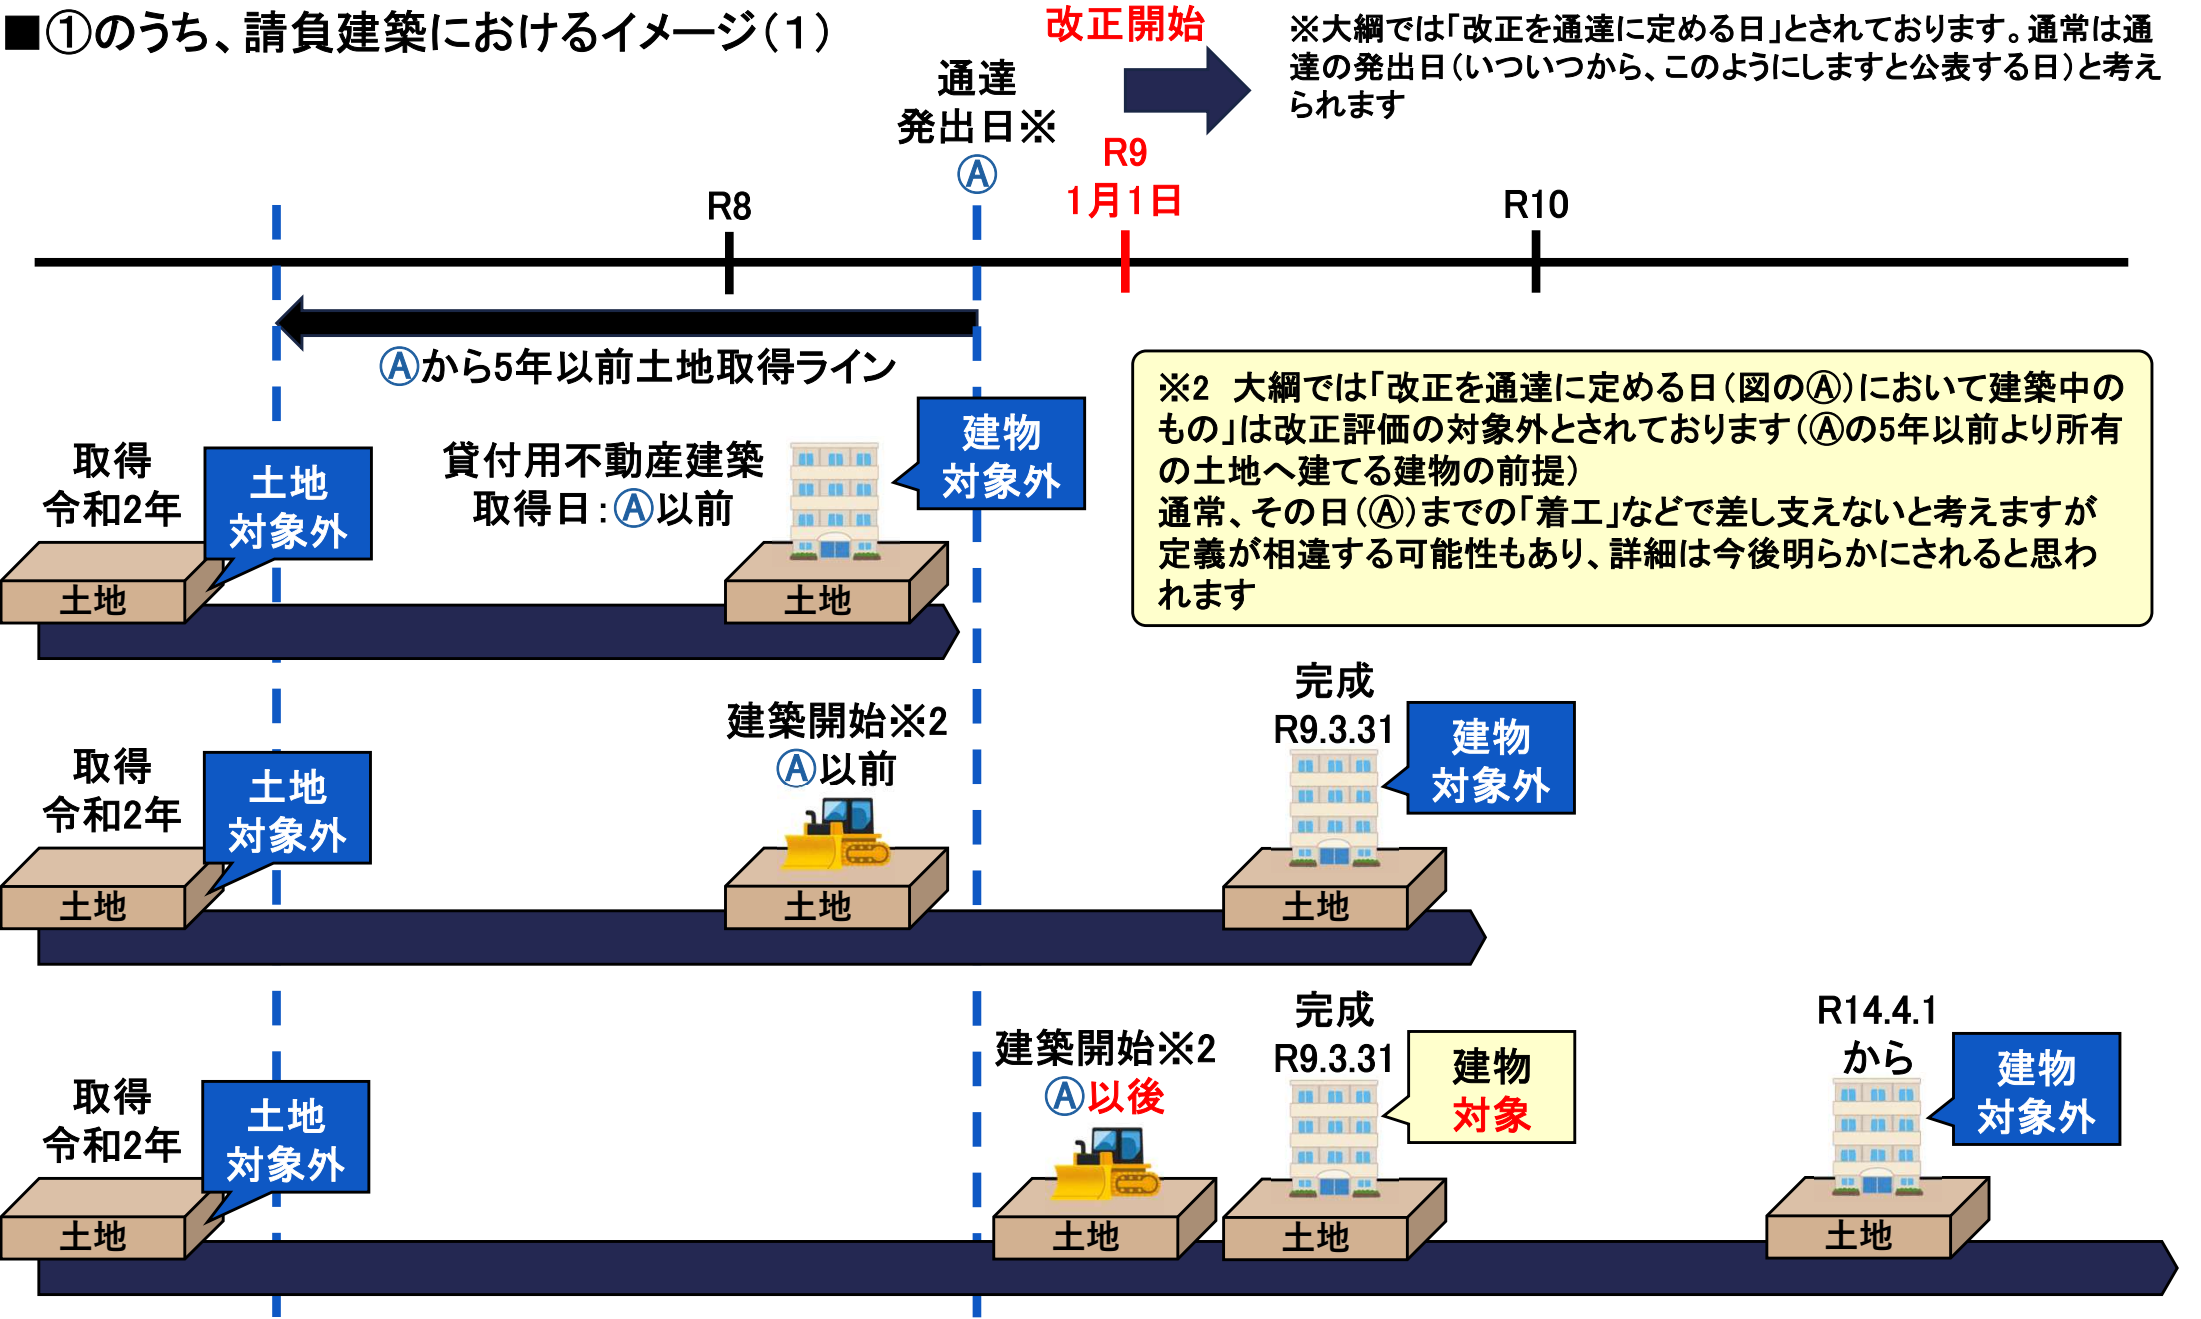 ■①のうち、請負建築におけるイメージ（１）
改正開始
※大綱では「改正を通達に定める日」とされております。通常は通
達の発出日（いついつから、このようにしますと公表する日）と考え
られます
通達
発出日※
Ⓐ
R9
1月1日
R8
R10
Ⓐから5年以前土地取得ライン
※2　大綱では「改正を通達に定める日（図のⒶ）において建築中の
もの」は改正評価の対象外とされております（Ⓐの5年以前より所有
の土地へ建てる建物の前提）
通常、その日（Ⓐ）までの「着工」などで差し支えないと考えますが
定義が相違する可能性もあり、詳細は今後明らかにされると思わ
れます
取得
令和2年
土地
対象外
土地
貸付用不動産建築
取得日：Ⓐ以前
建物
対象外
土地
取得
令和2年
土地
対象外
土地
建築開始※2
Ⓐ以前
土地
完成
R9.3.31
建物
対象外
土地
取得
令和2年
土地
対象外
土地
建築開始※2
Ⓐ以後
土地
完成
R9.3.31
建物
対象
土地
R14.4.1
から
建物
対象外
土地